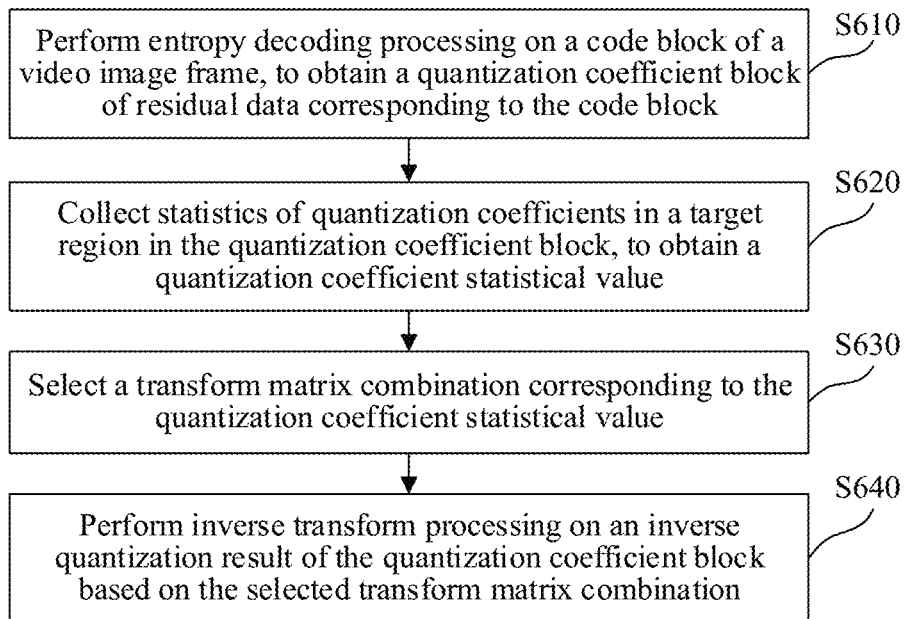 Perform entropy decoding processing on a code block of a
video image frame, to obtain a quantization coefficient block
of residual data corresponding to the code block
S610
Collect statistics of quantization coefficients in a target
region in the quantization coefficient block, to obtain a
quantization coefficient statistical value
S620
Select a transform matrix combination corresponding to the
quantization coefficient statistical value
S630
Perform inverse transform processing on an inverse
quantization result of the quantization coefficient block
based on the selected transform matrix combination
S640